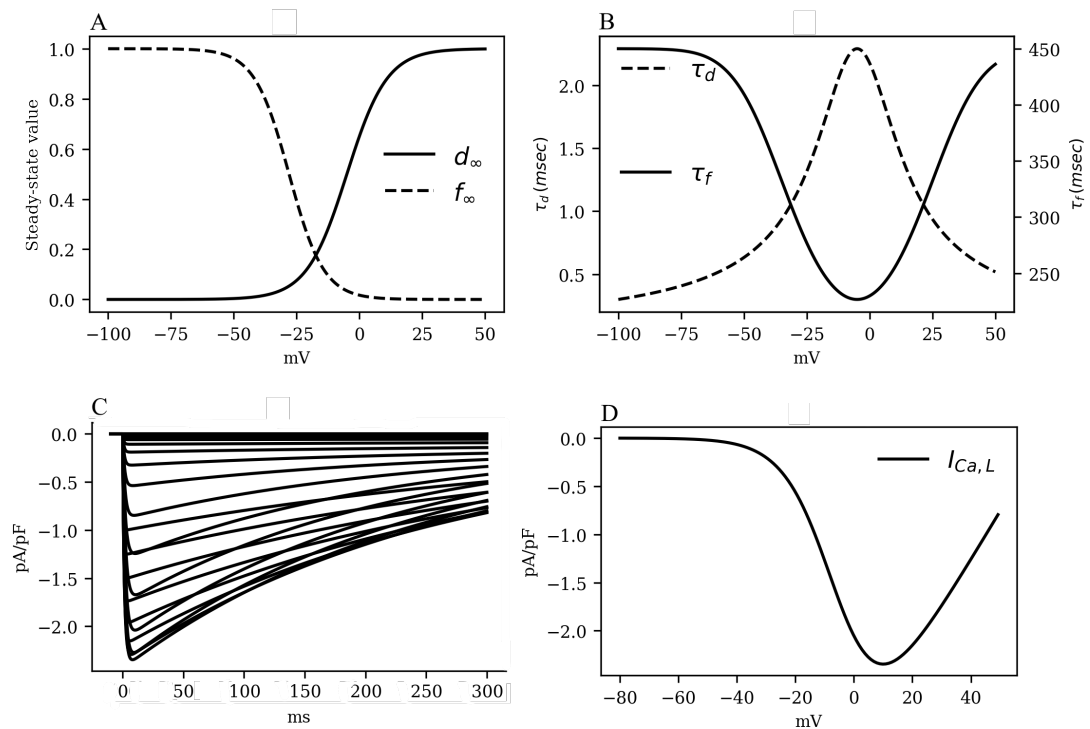 A
1.0
0.8
0.6
0.4
0.2
0.0
Steady-state value
d∞
f∞
−100 −75 −50 −25 0 25 50
mV
B
2.0
1.5
1.0
0.5
τd (msec)
τd
τf
450
400
350
300
250
τf (msec)
−100 −75 −50 −25 0 25 50
mV
C
0.0
−0.5
−1.0
−1.5
−2.0
pA/pF
0 50 100 150 200 250 300
ms
D
0.0
−0.5
−1.0
−1.5
−2.0
pA/pF
ICa, L
−80 −60 −40 −20 0 20 40
mV